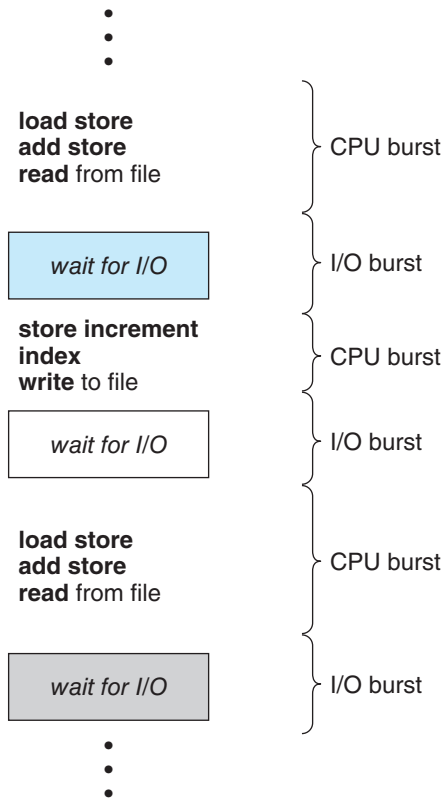 load store
add store
read from file
CPU burst
wait for I/O
I/O burst
store increment
index
write to file
CPU burst
wait for I/O
I/O burst
load store
add store
read from file
CPU burst
wait for I/O
I/O burst